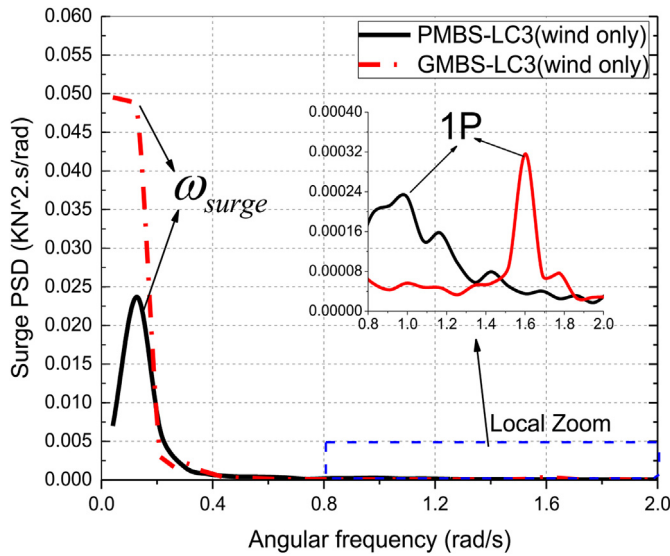 PMBS-LC3(wind only)
GMBS-LC3(wind only)
0.060
0.055
0.050
0.045
0.040
0.035
0.030
0.025
0.020
0.015
0.010
0.005
0.000
Surge PSD (KN^2.s/rad)
ω_surge
1P
0.00040
0.00032
0.00024
0.00016
0.00008
0.00000
0.8 1.0 1.2 1.4 1.6 1.8 2.0
Local Zoom
0.0 0.4 0.8 1.2 1.6 2.0
Angular frequency (rad/s)